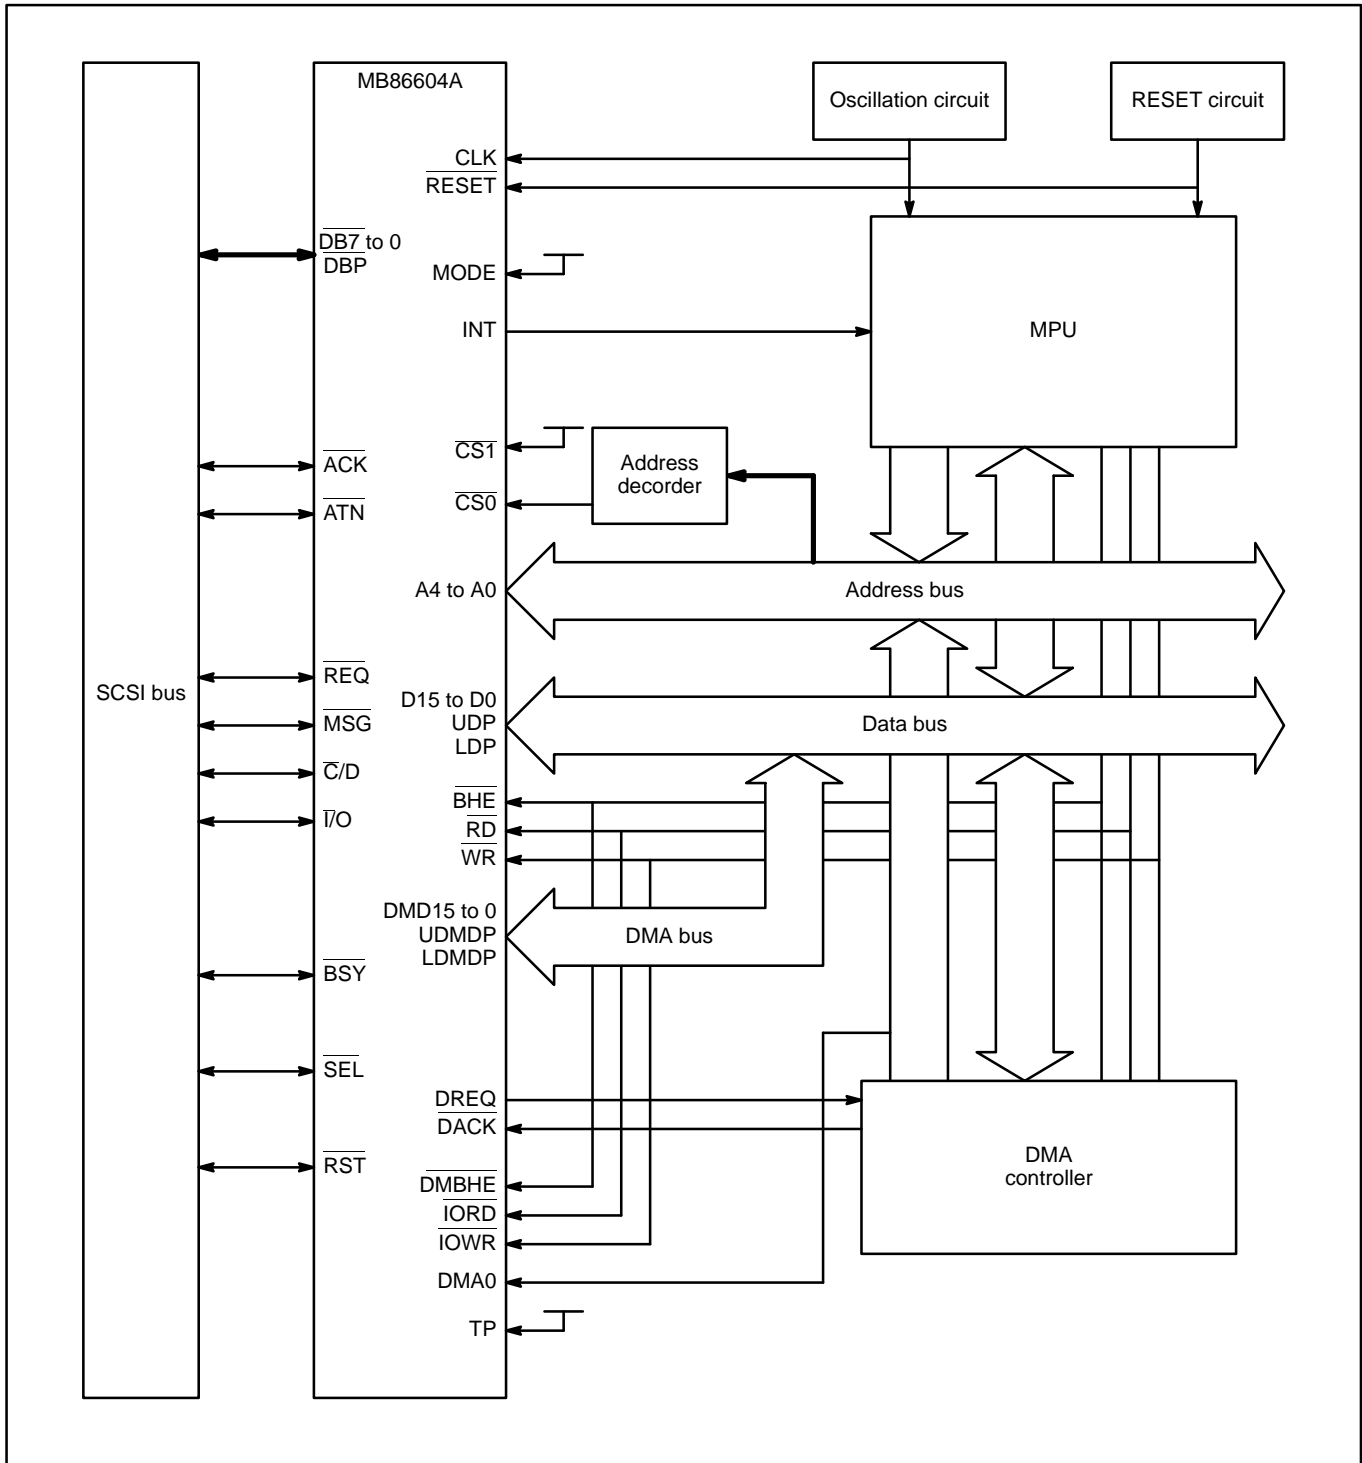 MB86604A
Oscillation circuit
RESET circuit
CLK
RESET
DB7 to 0
DBP
MODE
INT
MPU
CS1
Address
decorder
ACK
CS0
ATN
A4 to A0
Address bus
REQ
SCSI bus
D15 to D0
MSG
UDP
Data bus
LDP
C/D
BHE
I/O
RD
WR
DMD15 to 0
UDMDP
DMA bus
LDMDP
BSY
SEL
DREQ
DACK
DMA
controller
RST
DMBHE
IORD
IOWR
DMA0
TP